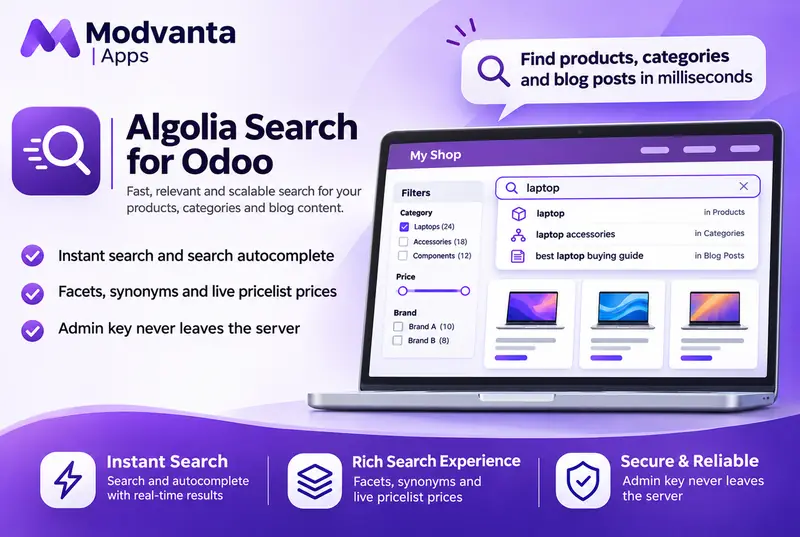 Modvanta
| Apps
Find products, categories
and blog posts in milliseconds
Algolia Search
for Odoo
Fast, relevant and scalable search for your
products, categories and blog content.
Instant search and search autocomplete
Facets, synonyms and live pricelist prices
Admin key never leaves the server
My Shop
Filters
Category
Laptops (24)
Accessories (18)
Components (12)
Price
Brand
Brand A (10)
Brand B (8)
laptop
laptop in Products
laptop accessories in Categories
best laptop buying guide in Blog Posts
Instant Search
Search and autocomplete
with real-time results
Rich Search Experience
Facets, synonyms and
live pricelist prices
Secure & Reliable
Admin key never leaves
the server